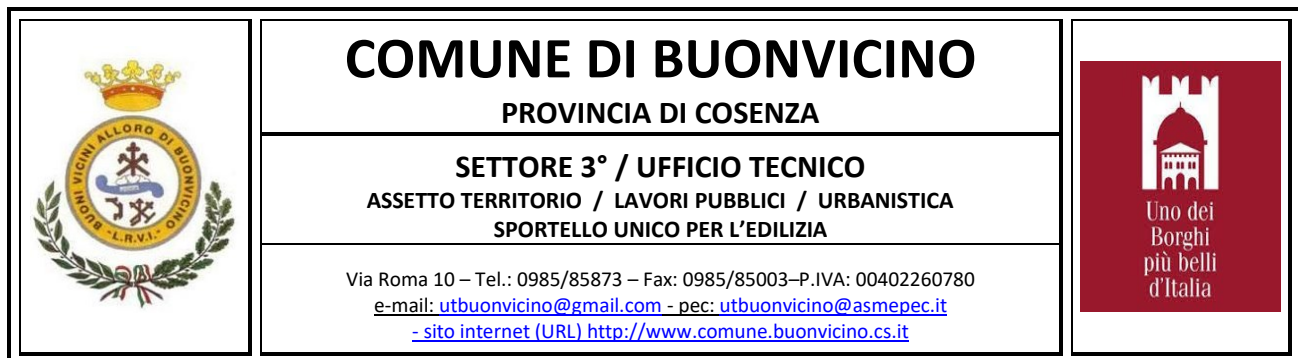 BUONI VICINI ALLORO DI BUONVICINO
-L.R.V.I.-
COMUNE DI BUONVICINO
PROVINCIA DI COSENZA
SETTORE 3° / UFFICIO TECNICO
ASSETTO TERRITORIO / LAVORI PUBBLICI / URBANISTICA
SPORTELLO UNICO PER L'EDILIZIA
Via Roma 10 – Tel.: 0985/85873 – Fax: 0985/85003–P.IVA: 00402260780
e-mail: utbuonvicino@gmail.com - pec: utbuonvicino@asmepec.it
- sito internet (URL) http://www.comune.buonvicino.cs.it
Uno dei
Borghi
più belli
d'Italia